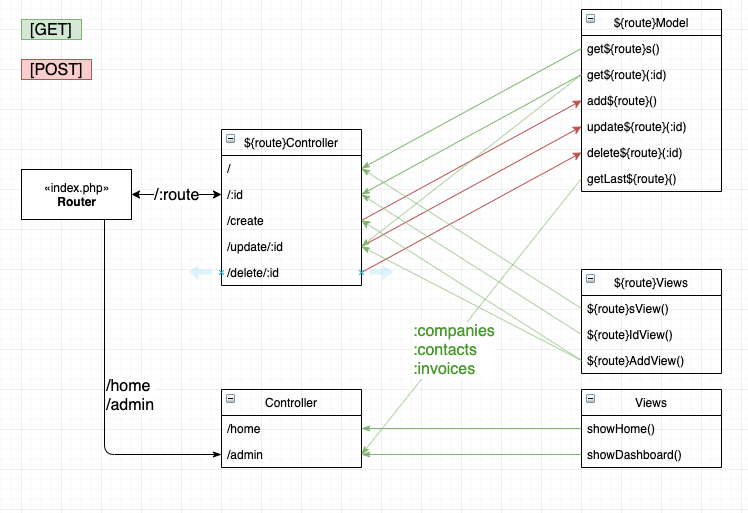 [GET]
[POST]
${route}Model
get${route}s()
get${route}(:id)
add${route}()
update${route}(:id)
delete${route}(:id)
getLast${route}()
${route}Controller
/
/:id
/create
/update/:id
/delete/:id
«index.php»
Router
/:route
${route}Views
${route}sView()
${route}IdView()
${route}AddView()
:companies
:contacts
:invoices
/home
/admin
Controller
/home
/admin
Views
showHome()
showDashboard()